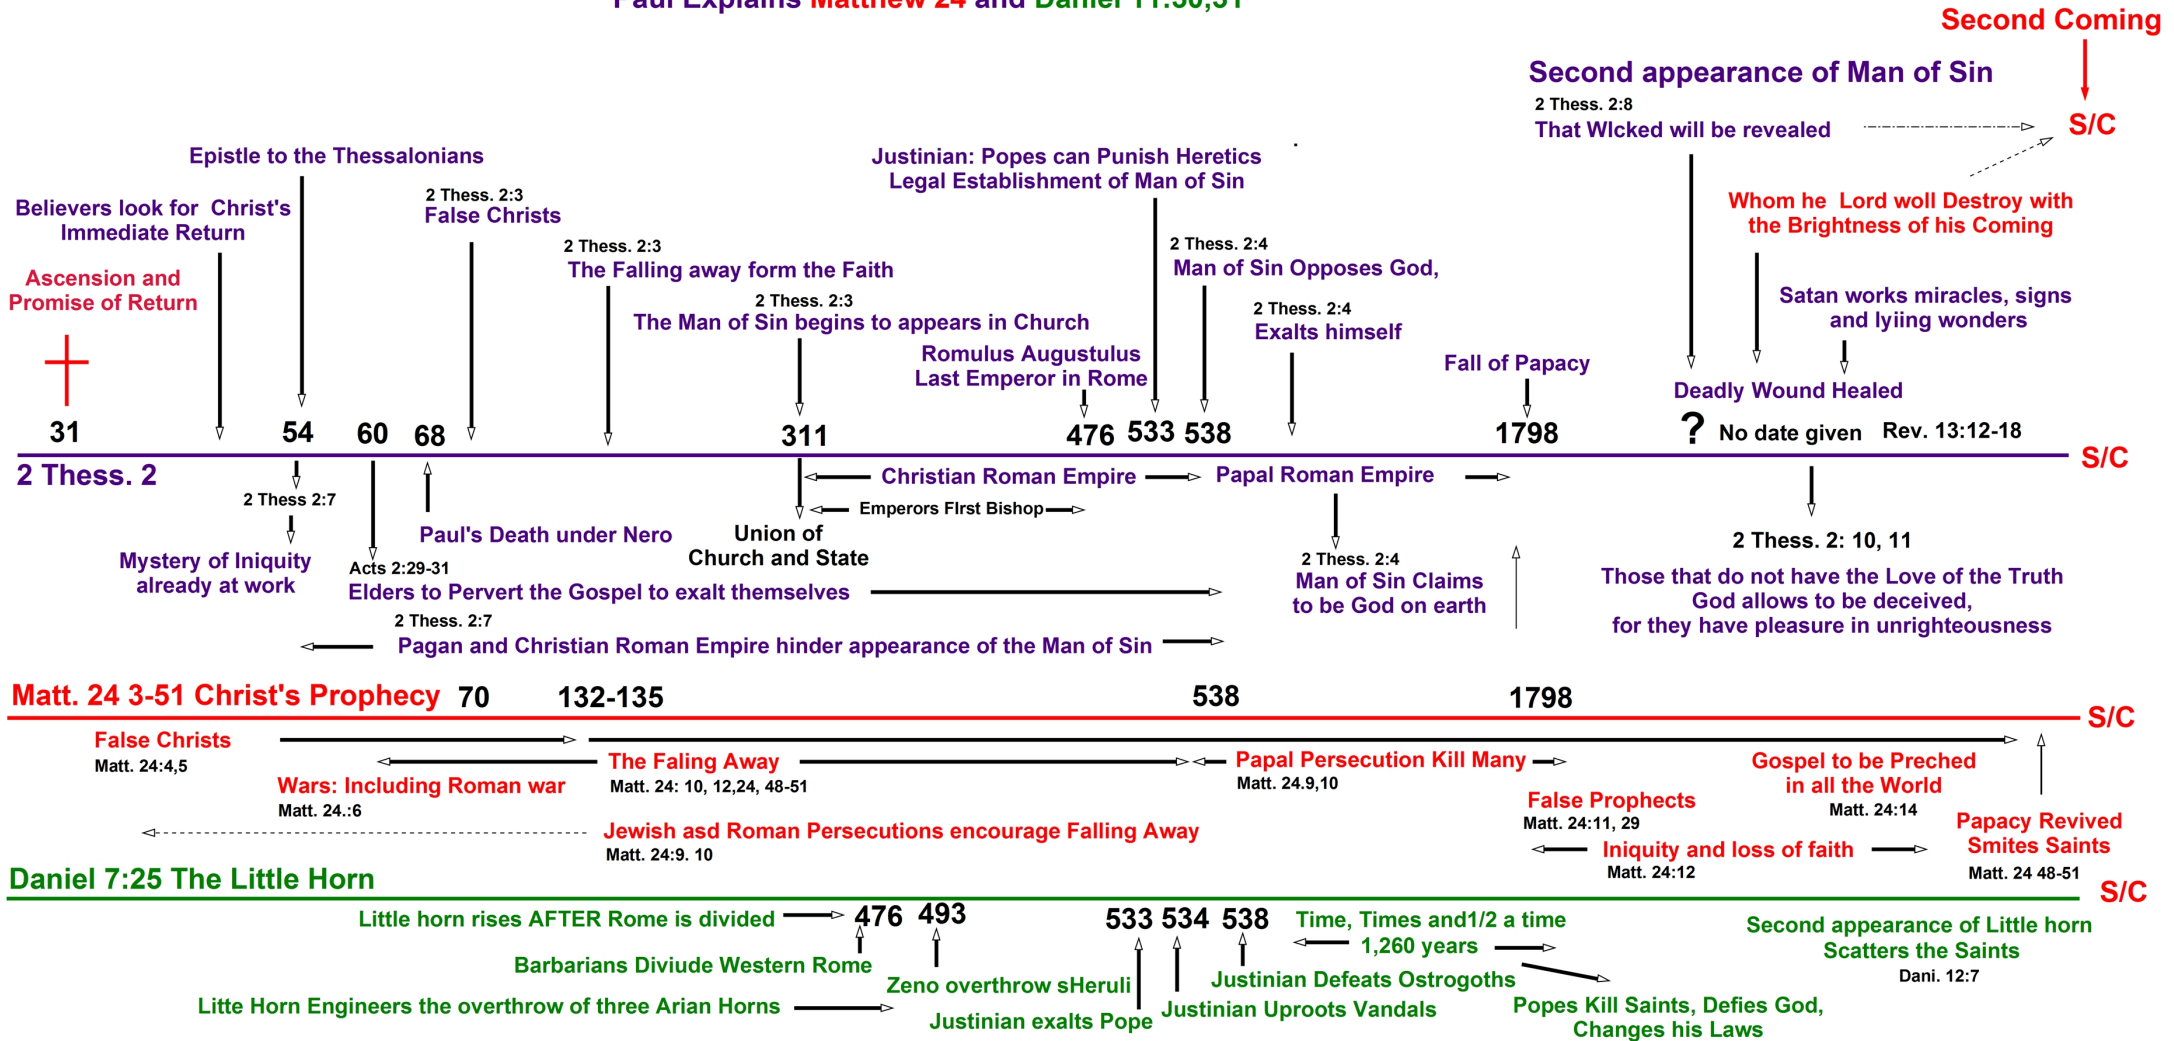 Paul Explains Matthew 24 and Daniel 11:30,31
Second Coming
Second appearance of Man of Sin
2 Thess. 2:8
That WIcked will be revealed
S/C
Epistle to the Thessalonians
Justinian: Popes can Punish Heretics
Legal Establishment of Man of Sin
2 Thess. 2:3
False Christs
Believers look for Christ's
Immediate Return
Whom he Lord woll Destroy with
the Brightness of his Coming
2 Thess. 2:3
The Falling away form the Faith
2 Thess. 2:4
Man of Sin Opposes God,
Ascension and
Promise of Return
2 Thess. 2:3
The Man of Sin begins to appears in Church
2 Thess. 2:4
Exalts himself
Satan works miracles, signs
and lyiing wonders
Romulus Augustulus
Last Emperor in Rome
Fall of Papacy
Deadly Wound Healed
31 54 60 68 311 476 533 538 1798 ? No date given Rev. 13:12-18
2 Thess. 2
S/C
Christian Roman Empire
Papal Roman Empire
2 Thess 2:7
Emperors FIrst Bishop
Paul's Death under Nero
Union of
Church and State
Mystery of Iniquity
already at work
Acts 2:29-31
Elders to Pervert the Gospel to exalt themselves
2 Thess. 2:4
Man of Sin Claims
to be God on earth
2 Thess. 2: 10, 11
Those that do not have the Love of the Truth
God allows to be deceived,
for they have pleasure in unrighteousness
2 Thess. 2:7
Pagan and Christian Roman Empire hinder appearance of the Man of Sin
Matt. 24 3-51 Christ's Prophecy 70 132-135 538 1798
S/C
False Christs
Matt. 24:4,5
The Faling Away
Matt. 24: 10, 12,24, 48-51
Papal Persecution Kill Many
Matt. 24.9,10
Gospel to be Preched
in all the World
Matt. 24:14
Wars: Including Roman war
Matt. 24.:6
False Prophects
Matt. 24:11, 29
Jewish asd Roman Persecutions encourage Falling Away
Matt. 24:9. 10
Iniquity and loss of faith
Matt. 24:12
Papacy Revived
Smites Saints
Matt. 24 48-51
Daniel 7:25 The Little Horn
S/C
Little horn rises AFTER Rome is divided
476 493 533 534 538
Time, Times and1/2 a time
1,260 years
Second appearance of Little horn
Scatters the Saints
Dani. 12:7
Barbarians Diviude Western Rome
Zeno overthrow sHeruli
Justinian Defeats Ostrogoths
Litte Horn Engineers the overthrow of three Arian Horns
Justinian exalts Pope
Justinian Uproots Vandals
Popes Kill Saints, Defies God,
Changes his Laws